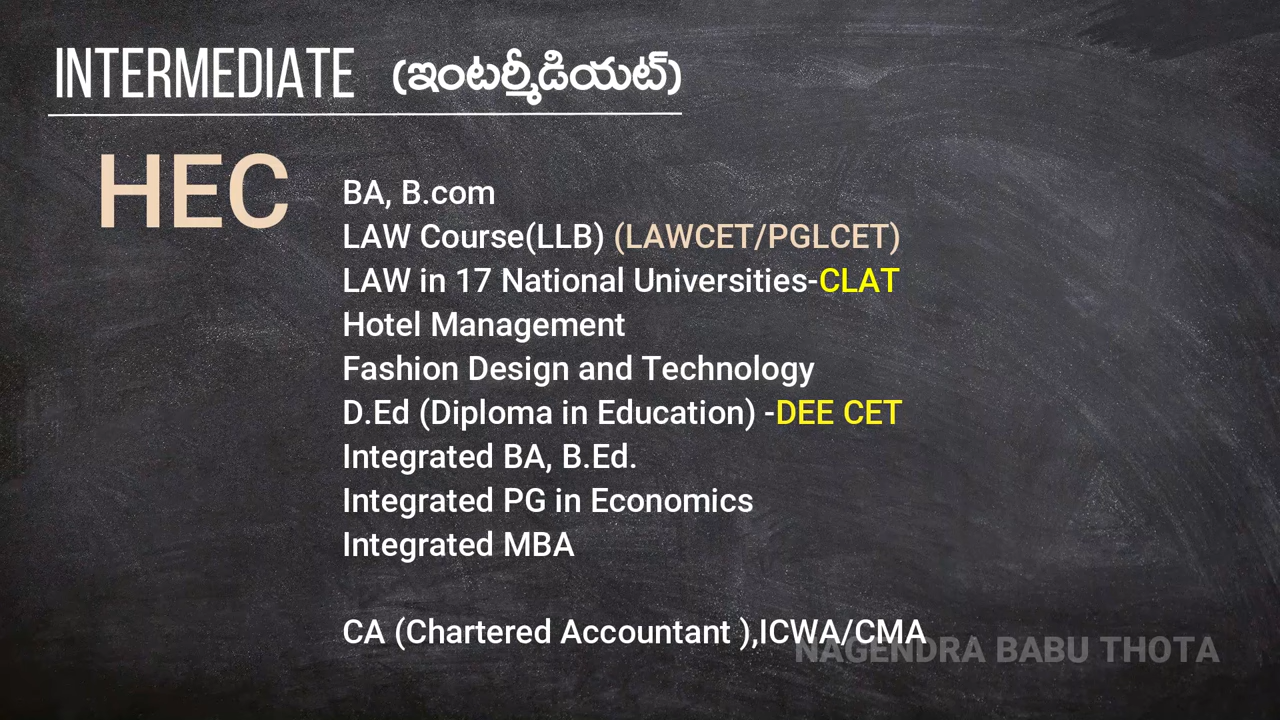 INTERMEDIATE (ఇంటర్మీడియట్)
HEC
BA, B.com
LAW Course(LLB) (LAWCET/PGLCET)
LAW in 17 National Universities-CLAT
Hotel Management
Fashion Design and Technology
D.Ed (Diploma in Education) -DEE CET
Integrated BA, B.Ed.
Integrated PG in Economics
Integrated MBA
CA (Chartered Accountant ),ICWA/CMA
NAGENDRA BABU THOTA